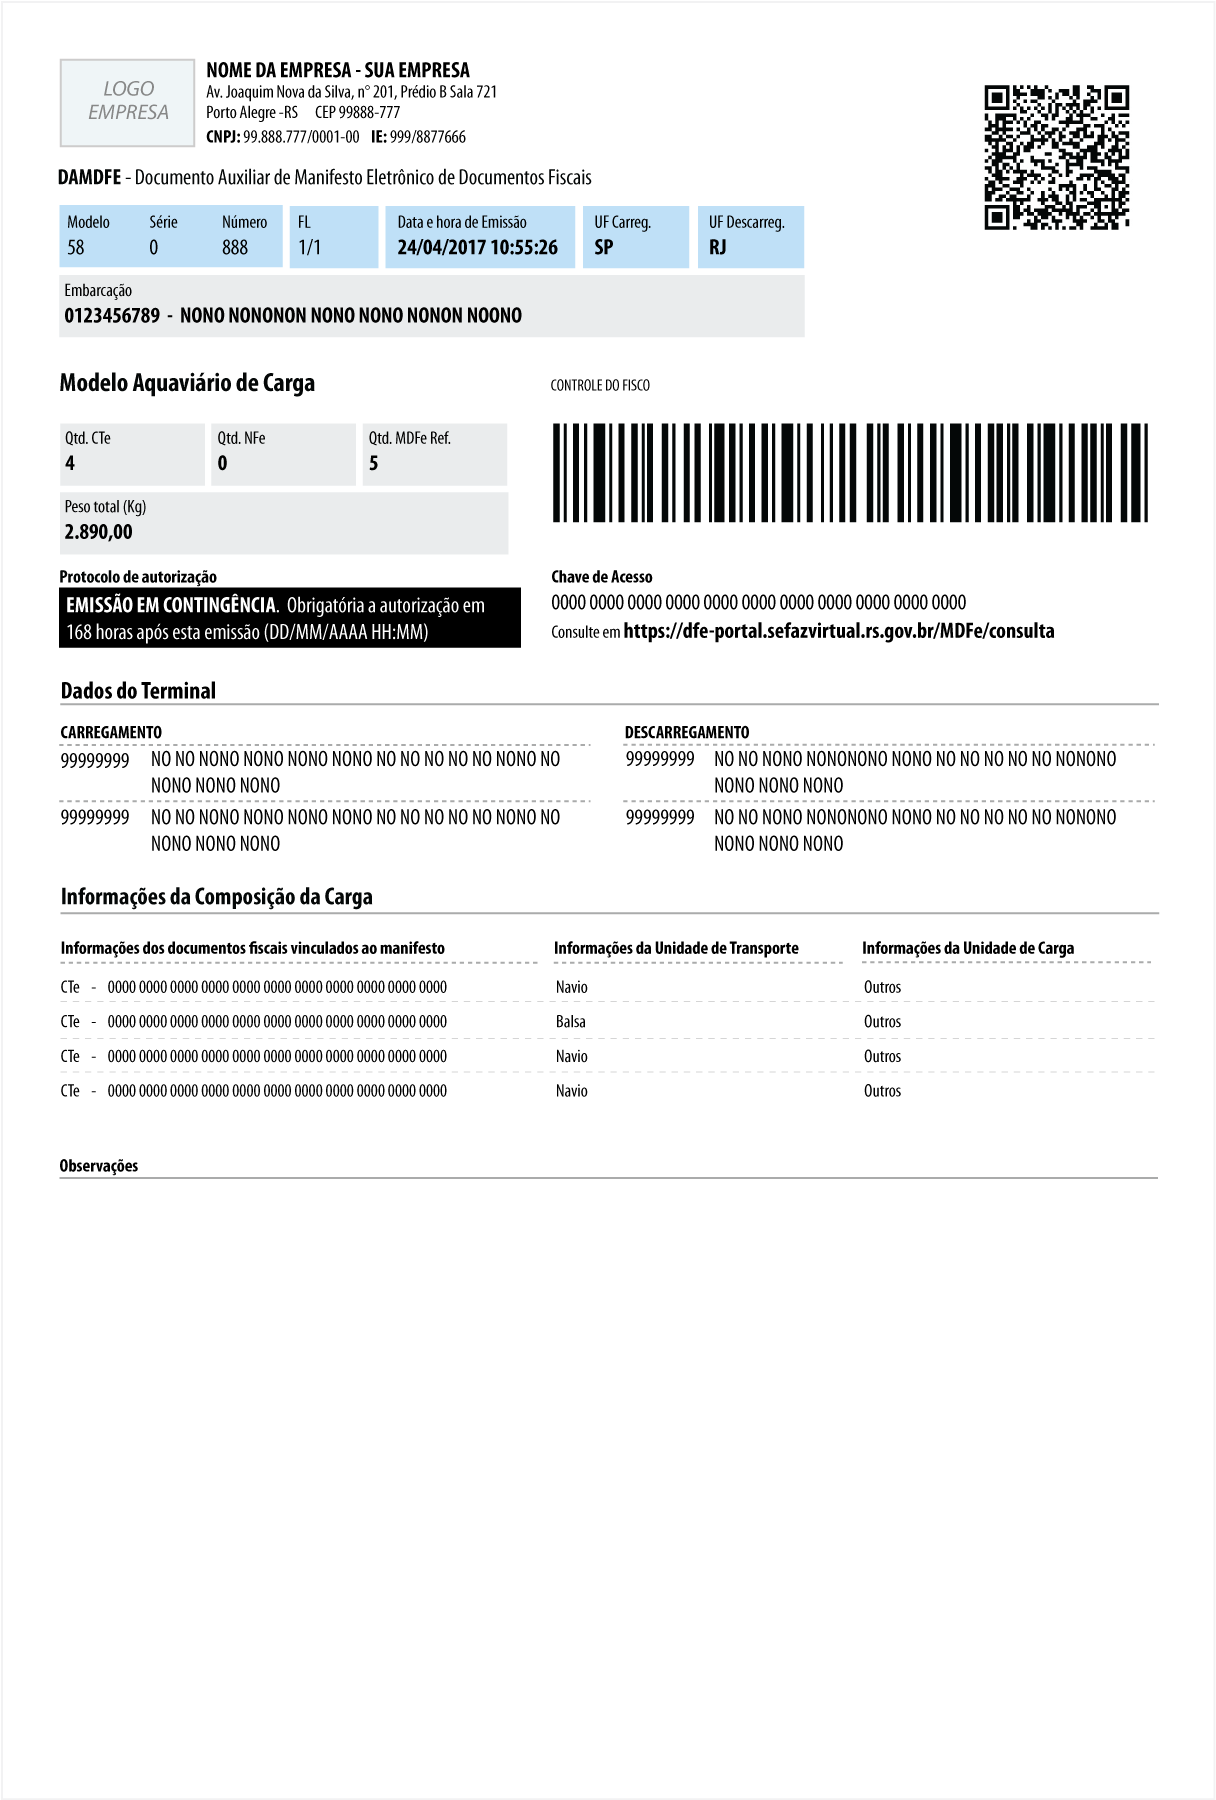 LOGO
EMPRESA
NOME DA EMPRESA - SUA EMPRESA
Av. Joaquim Nova da Silva, n° 201, Prédio B Sala 721
Porto Alegre -RS CEP 99888-777
CNPJ: 99.888.777/0001-00 IE: 999/8877666
DAMDFE - Documento Auxiliar de Manifesto Eletrônico de Documentos Fiscais
Modelo Série Número FL Data e hora de Emissão UF Carreg. UF Descarreg.
58 0 888 1/1 24/04/2017 10:55:26 SP RJ
Embarcação
0123456789 - NONO NONONON NONO NONO NONON NOONO
Modelo Aquaviário de Carga
CONTROLE DO FISCO
Qtd. CTe Qtd. NFe Qtd. MDFe Ref.
4 0 5
Peso total (Kg)
2.890,00
Protocolo de autorização
EMISSÃO EM CONTINGÊNCIA. Obrigatória a autorização em
168 horas após esta emissão (DD/MM/AAAA HH:MM)
Chave de Acesso
0000 0000 0000 0000 0000 0000 0000 0000 0000 0000 0000
Consulte em https://dfe-portal.sefazvirtual.rs.gov.br/MDFe/consulta
Dados do Terminal
CARREGAMENTO
99999999 NO NO NONO NONO NONO NONO NO NO NO NO NO NONO NO
NONO NONO NONO
99999999 NO NO NONO NONO NONO NONO NO NO NO NO NO NONO NO
NONO NONO NONO
DESCARREGAMENTO
99999999 NO NO NONO NONONONO NONO NO NO NO NO NO NONONO
NONO NONO NONO
99999999 NO NO NONO NONONONO NONO NO NO NO NO NO NONONO
NONO NONO NONO
Informações da Composição da Carga
Informações dos documentos fiscais vinculados ao manifesto Informações da Unidade de Transporte Informações da Unidade de Carga
CTe - 0000 0000 0000 0000 0000 0000 0000 0000 0000 0000 0000 Navio Outros
CTe - 0000 0000 0000 0000 0000 0000 0000 0000 0000 0000 0000 Balsa Outros
CTe - 0000 0000 0000 0000 0000 0000 0000 0000 0000 0000 0000 Navio Outros
CTe - 0000 0000 0000 0000 0000 0000 0000 0000 0000 0000 0000 Navio Outros
Observações